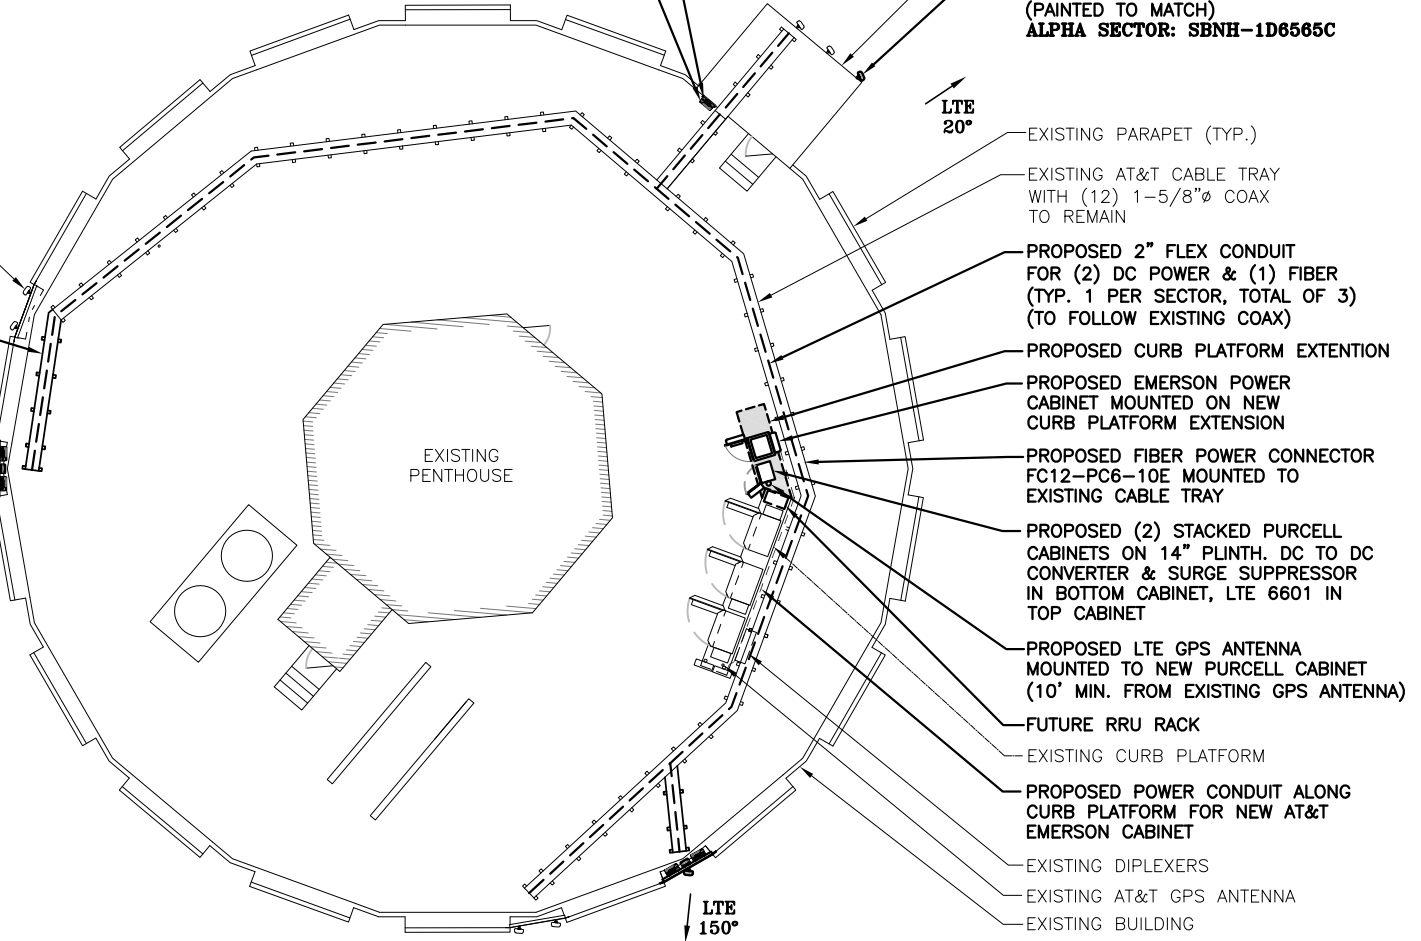 (PAINTED TO MATCH)
ALPHA SECTOR: SBNH-1D6565C
LTE
20°
EXISTING PARAPET (TYP.)
EXISTING AT&T CABLE TRAY
WITH (12) 1-5/8"ø COAX
TO REMAIN
PROPOSED 2" FLEX CONDUIT
FOR (2) DC POWER & (1) FIBER
(TYP. 1 PER SECTOR, TOTAL OF 3)
(TO FOLLOW EXISTING COAX)
PROPOSED CURB PLATFORM EXTENTION
PROPOSED EMERSON POWER
CABINET MOUNTED ON NEW
CURB PLATFORM EXTENSION
EXISTING
PENTHOUSE
PROPOSED FIBER POWER CONNECTOR
FC12-PC6-10E MOUNTED TO
EXISTING CABLE TRAY
PROPOSED (2) STACKED PURCELL
CABINETS ON 14" PLINTH. DC TO DC
CONVERTER & SURGE SUPPRESSOR
IN BOTTOM CABINET, LTE 6601 IN
TOP CABINET
PROPOSED LTE GPS ANTENNA
MOUNTED TO NEW PURCELL CABINET
(10' MIN. FROM EXISTING GPS ANTENNA)
FUTURE RRU RACK
EXISTING CURB PLATFORM
PROPOSED POWER CONDUIT ALONG
CURB PLATFORM FOR NEW AT&T
EMERSON CABINET
EXISTING DIPLEXERS
EXISTING AT&T GPS ANTENNA
EXISTING BUILDING
LTE
150°